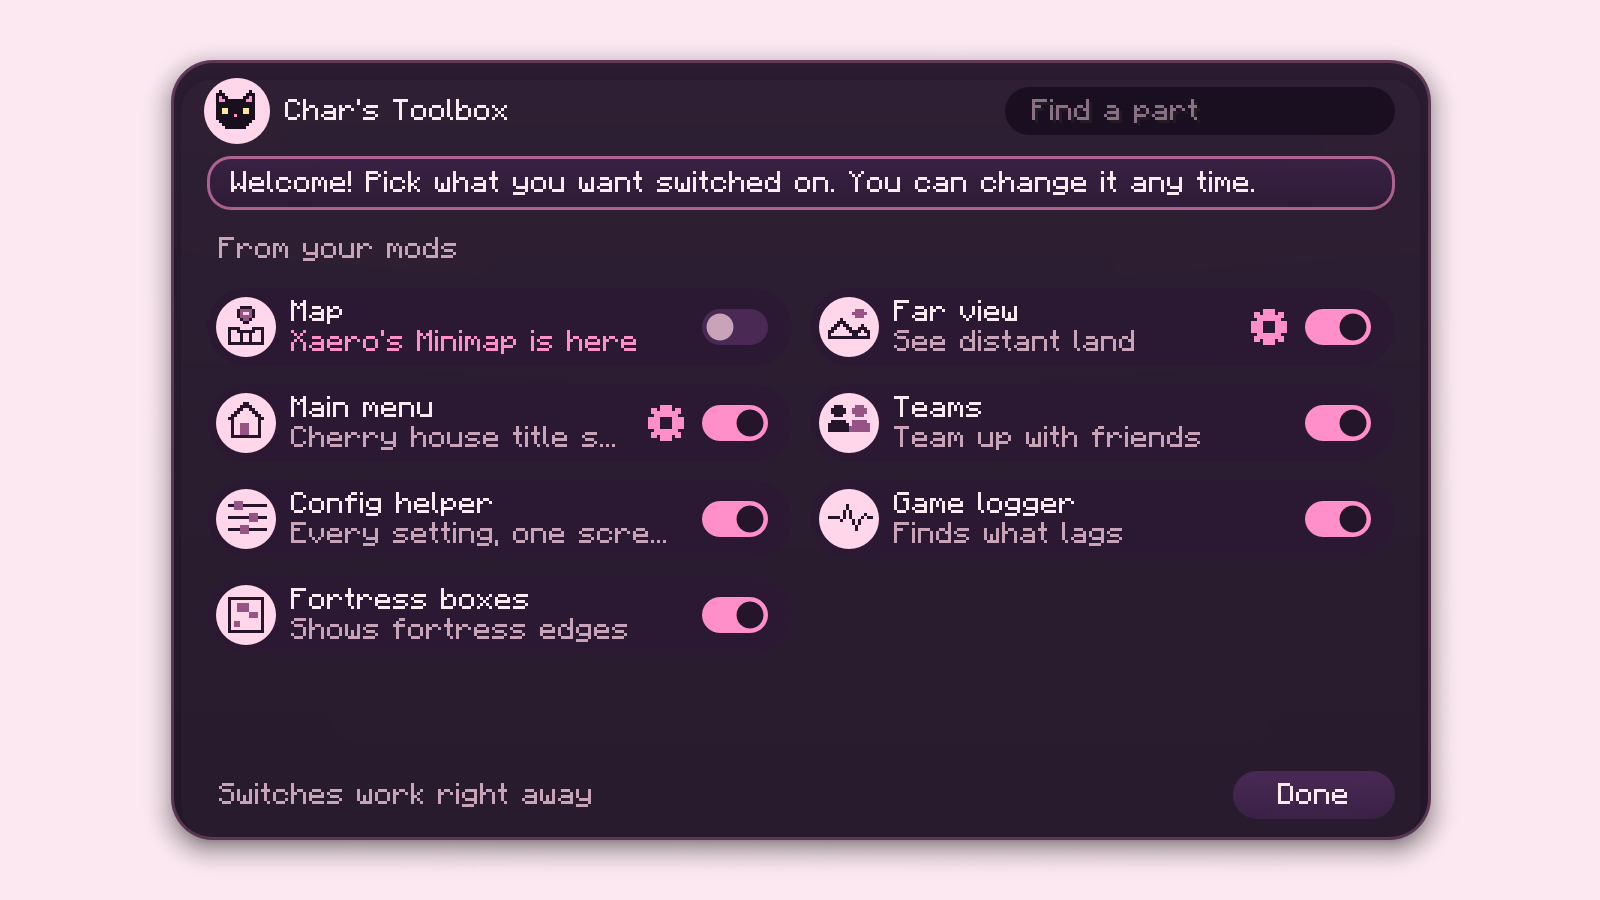 Char's Toolbox
Find a part
Welcome! Pick what you want switched on. You can change it any time.
From your mods
Map
Xaero's Minimap is here
Far view
See distant land
Main menu
Cherry house title s...
Teams
Team up with friends
Config helper
Every setting, one scre...
Game logger
Finds what lags
Fortress boxes
Shows fortress edges
Switches work right away
Done